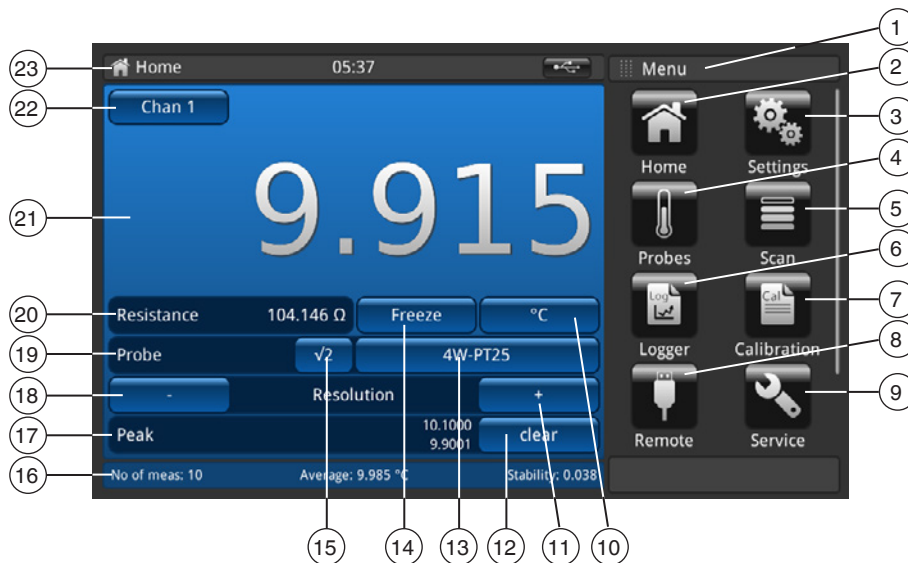 1
23 Home 05:37 Menu
2
22 Chan 1
3
Home Settings
4
21 9.915
5
Probes Scan
6
20 Resistance 104.146 Ω Freeze °C
Log Cal
7
19 Probe √2 4W-PT25
Logger Calibration
8
18 - Resolution +
9
17 Peak 10.1000 clear
9.9001
Remote Service
16 No of meas: 10 Average: 9.985 °C Stability: 0.038
15 14 13 12 11 10